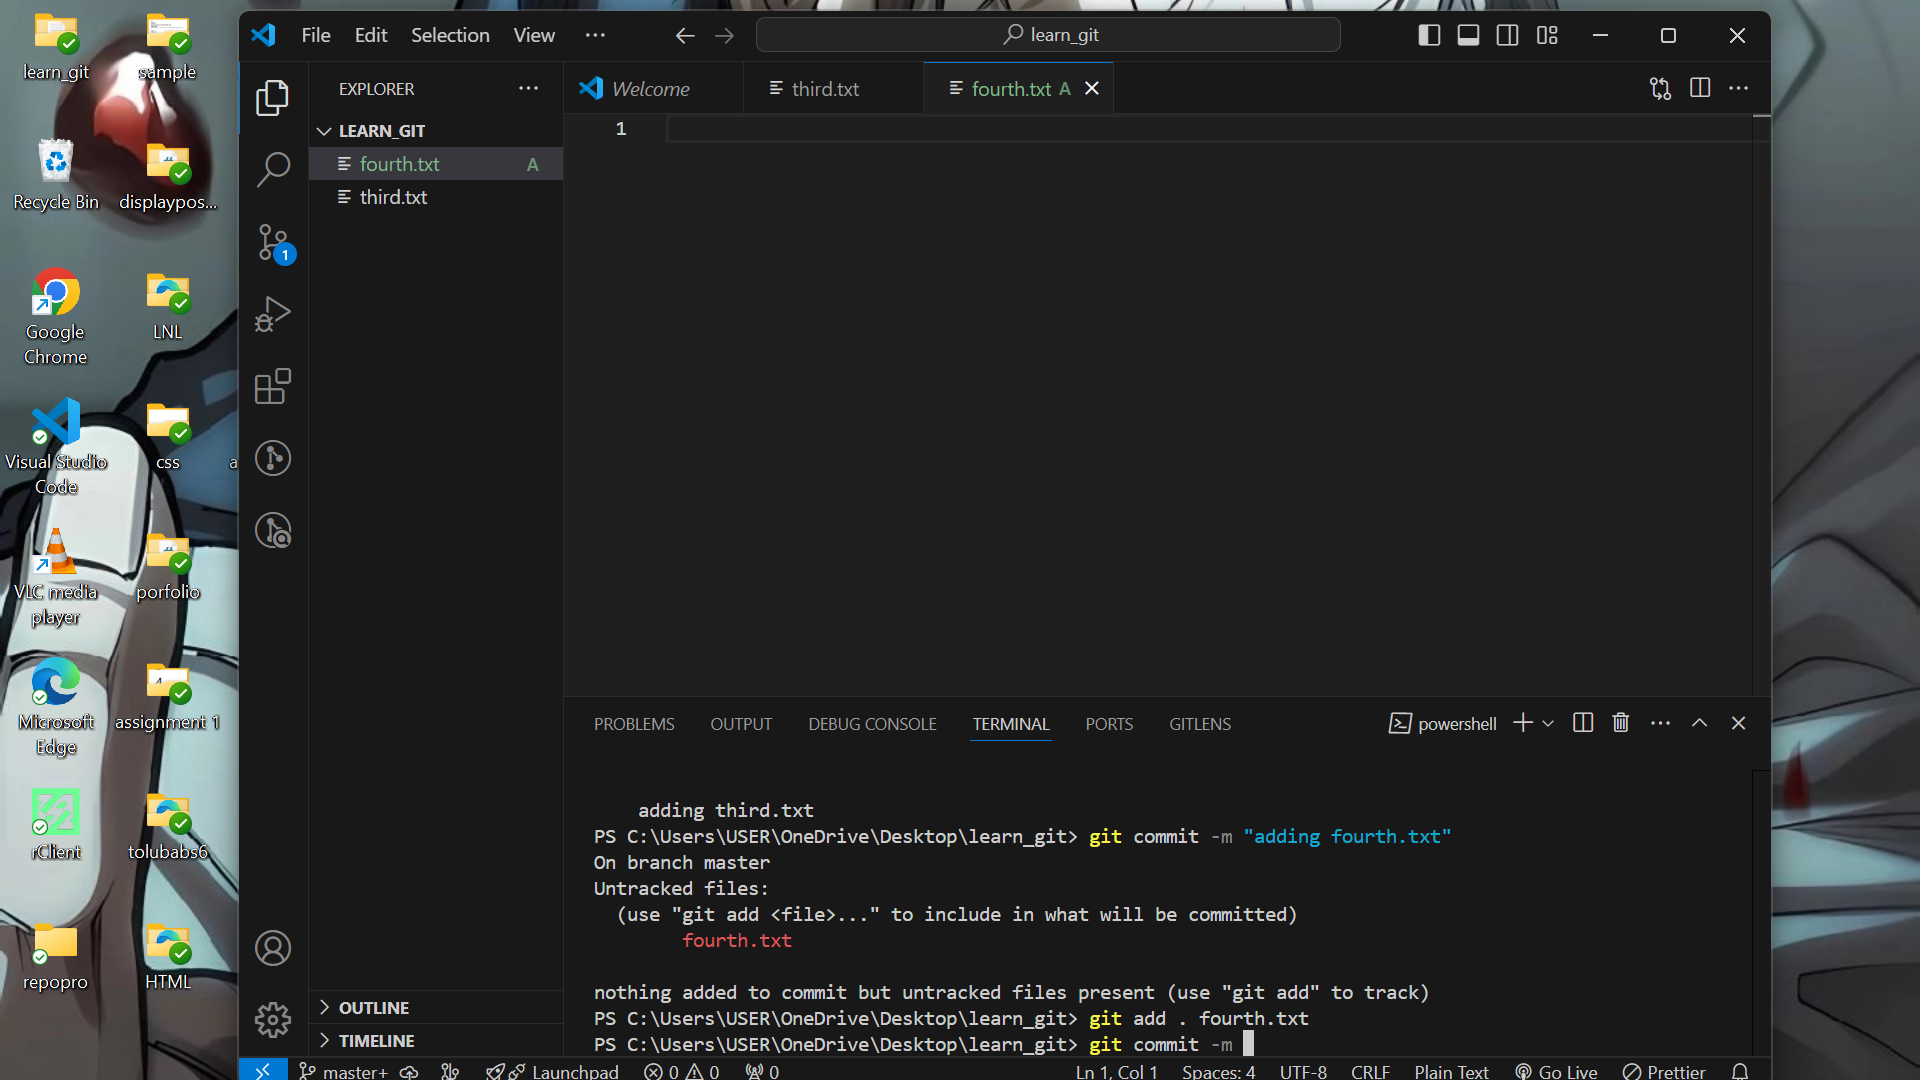 learn_git
sample
Recycle Bin
displaypos...
Google
Chrome
LNL
Visual Studio
Code
css
a
VLC media
player
porfolio
Microsoft
Edge
assignment 1
rClient
tolubabs6
repopro
HTML
File Edit Selection View ···
learn_git
EXPLORER
LEARN_GIT
fourth.txt A
third.txt
1
OUTLINE
TIMELINE
Welcome
third.txt
fourth.txt A
1
PROBLEMS OUTPUT DEBUG CONSOLE TERMINAL PORTS GITLENS
powershell
adding third.txt
PS C:\Users\USER\OneDrive\Desktop\learn_git> git commit -m "adding fourth.txt"
On branch master
Untracked files:
(use "git add <file>..." to include in what will be committed)
fourth.txt
nothing added to commit but untracked files present (use "git add" to track)
PS C:\Users\USER\OneDrive\Desktop\learn_git> git add . fourth.txt
PS C:\Users\USER\OneDrive\Desktop\learn_git> git commit -m
master+ Launchpad 0 0 0 Ln 1, Col 1 Spaces: 4 UTF-8 CRLF Plain Text Go Live Prettier